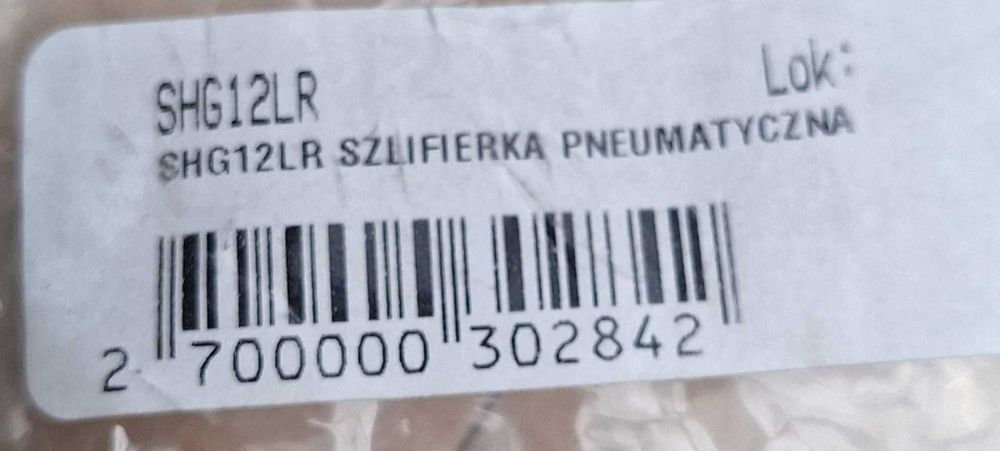 SHG12LR Lok:
SHG12LR SZLIFIERKA PNEUMATYCZNA
2 700000 302842